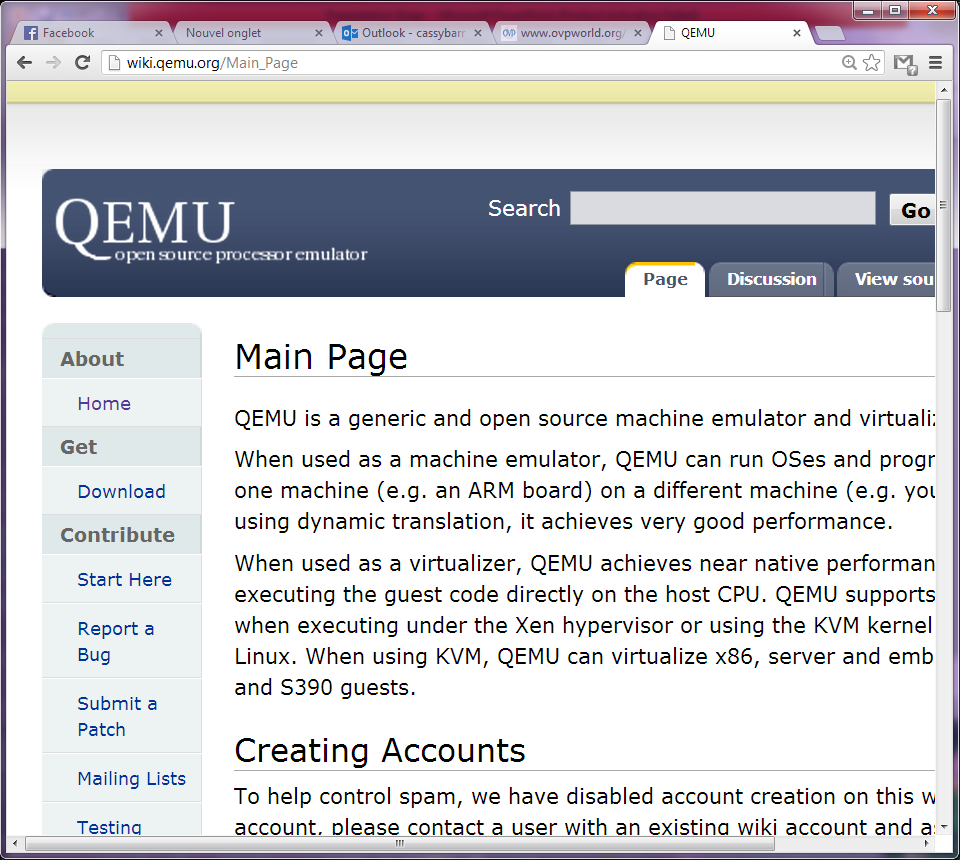 Facebook
Nouvel onglet
Outlook - cassybarr
www.ovpworld.org/
QEMU
wiki.qemu.org/Main_Page
QEMU
open source processor emulator
Search
Go
Page
Discussion
View sou
About
Home
Get
Download
Contribute
Start Here
Report a
Bug
Submit a
Patch
Mailing Lists
Testing
Main Page
QEMU is a generic and open source machine emulator and virtualiz
When used as a machine emulator, QEMU can run OSes and progr
one machine (e.g. an ARM board) on a different machine (e.g. you
using dynamic translation, it achieves very good performance.
When used as a virtualizer, QEMU achieves near native performan
executing the guest code directly on the host CPU. QEMU supports
when executing under the Xen hypervisor or using the KVM kernel
Linux. When using KVM, QEMU can virtualize x86, server and emb
and S390 guests.
Creating Accounts
To help control spam, we have disabled account creation on this w
account, please contact a user with an existing wiki account and as